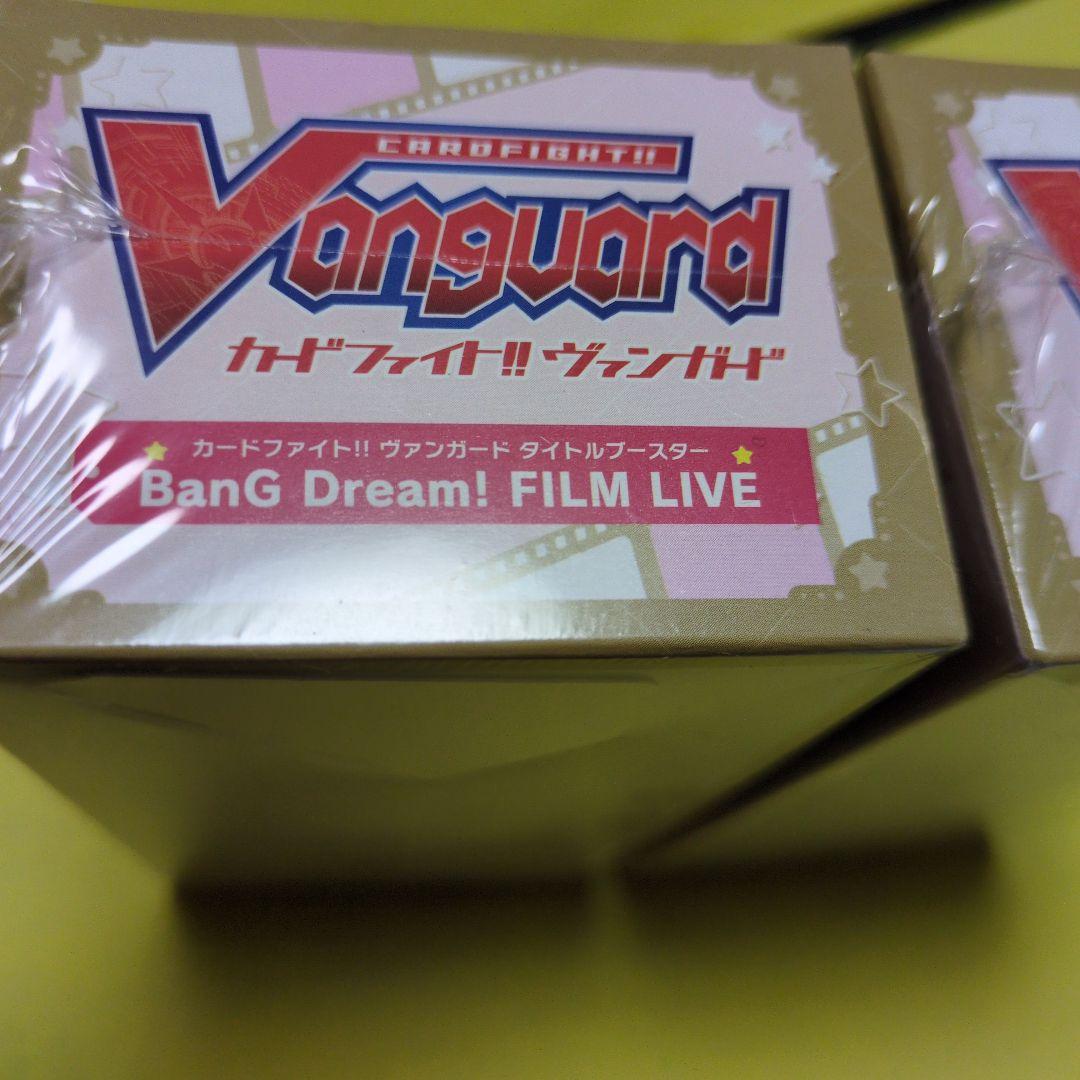 CARDFIGHT!!
Vanguard
カードファイト!! ヴァンガード
カードファイト!! ヴァンガード タイトルブースター
BanG Dream! FILM LIVE